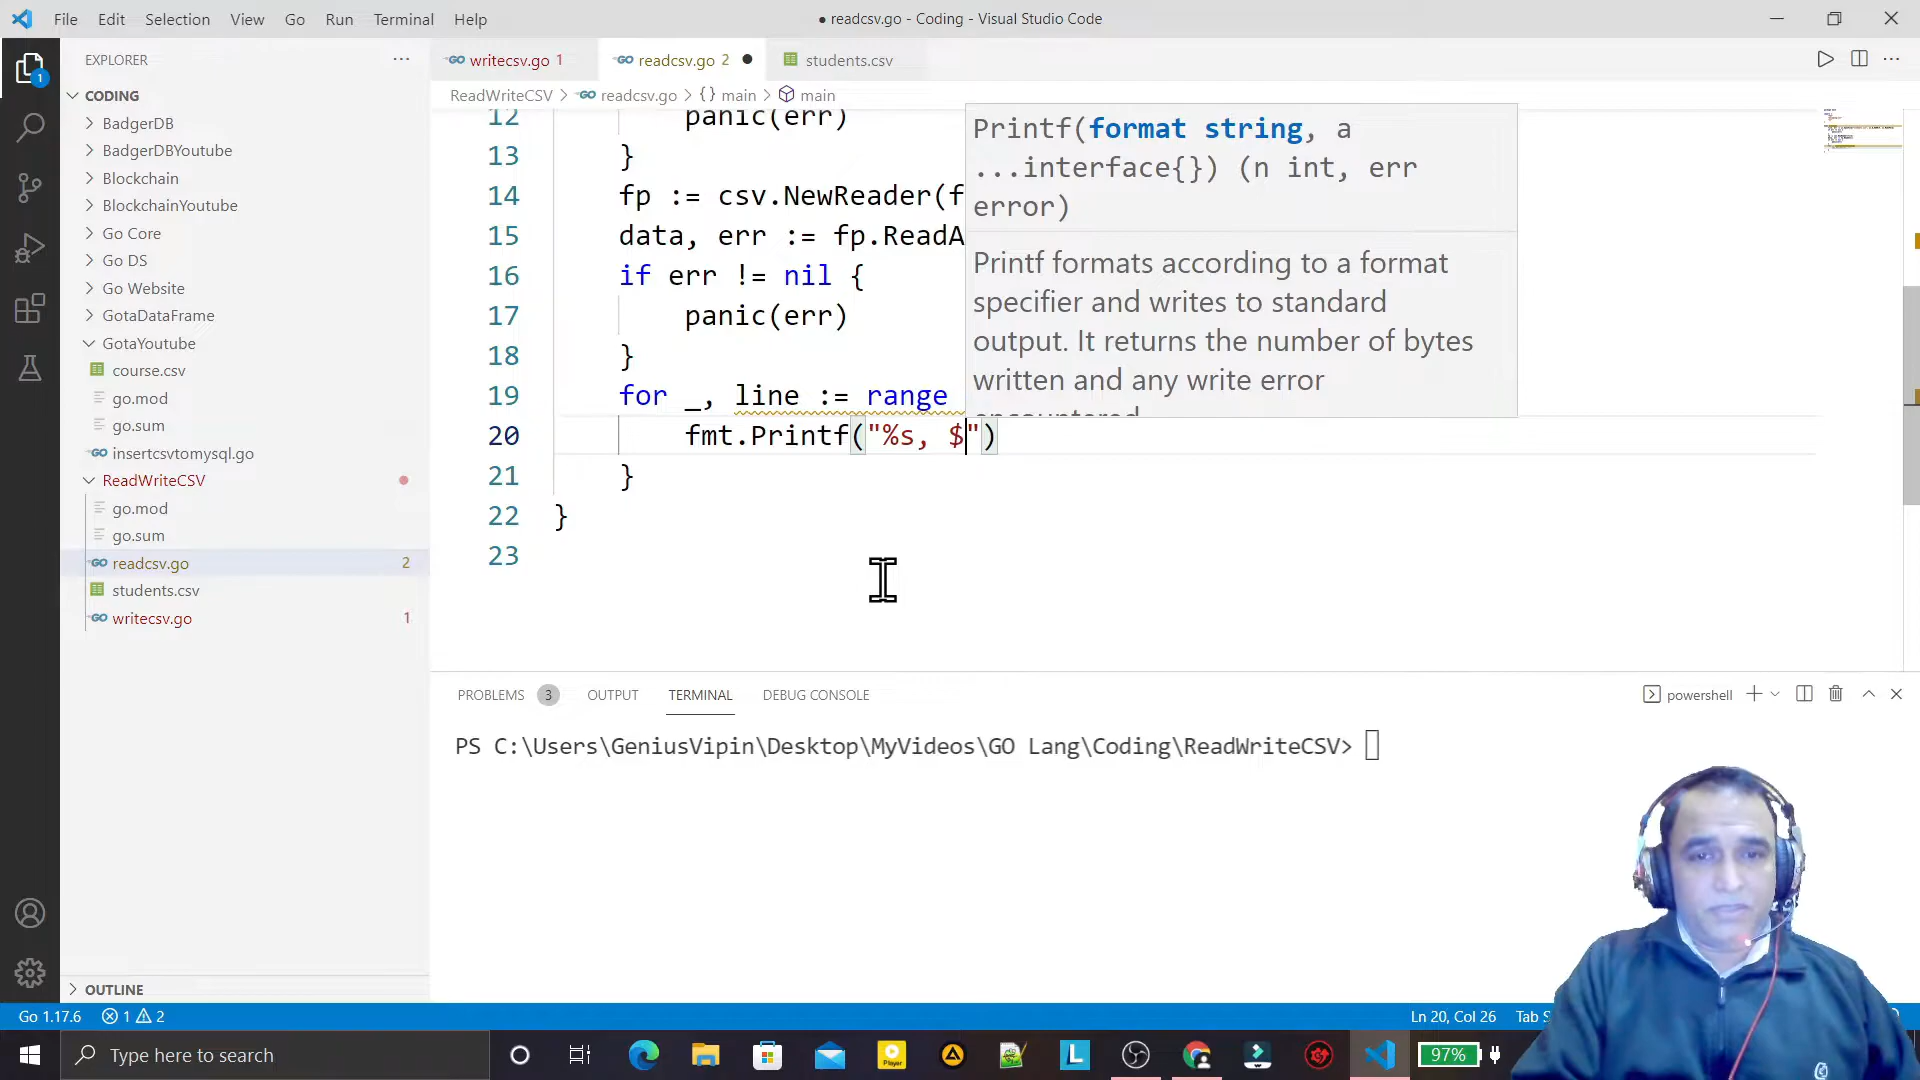 File Edit Selection View Go Run Terminal Help
● readcsv.go - Coding - Visual Studio Code
EXPLORER
1
CODING
BadgerDB
BadgerDBYoutube
Blockchain
BlockchainYoutube
Go Core
Go DS
Go Website
GotaDataFrame
GotaYoutube
course.csv
go.mod
go.sum
insertcsvtomysql.go
ReadWriteCSV
go.mod
go.sum
readcsv.go 2
students.csv
writecsv.go 1
OUTLINE
writecsv.go 1 readcsv.go 2 ● students.csv
ReadWriteCSV > readcsv.go > {} main > main
12 panic(err)
13 }
14 fp := csv.NewReader(f
15 data, err := fp.ReadA
16 if err != nil {
17 panic(err)
18 }
19 for _, line := range
20 fmt.Printf("%s, $")
21 }
22 }
23
Printf(format string, a
...interface{}) (n int, err
error)
Printf formats according to a format
specifier and writes to standard
output. It returns the number of bytes
written and any write error
encountered
PROBLEMS 3 OUTPUT TERMINAL DEBUG CONSOLE
powershell
PS C:\Users\GeniusVipin\Desktop\MyVideos\GO Lang\Coding\ReadWriteCSV>
Go 1.17.6 1 2
Ln 20, Col 26
Type here to search
Player
L
97%